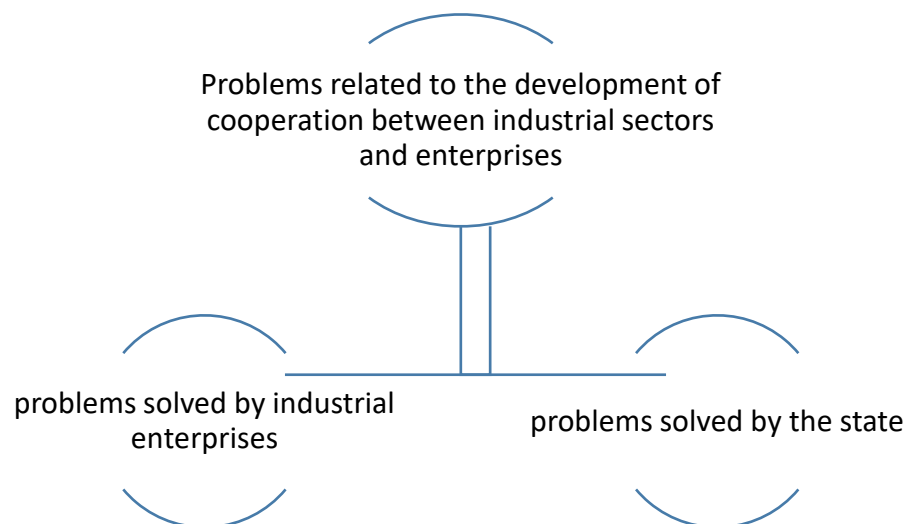 Problems related to the development of
cooperation between industrial sectors
and enterprises
problems solved by industrial
enterprises
problems solved by the state